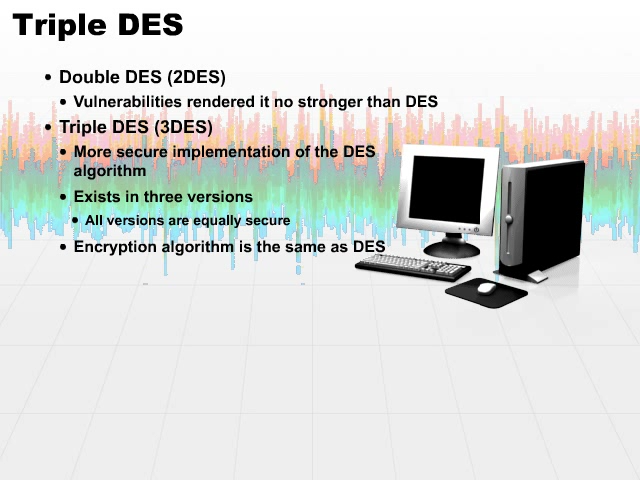 Triple DES
• Double DES (2DES)
• Vulnerabilities rendered it no stronger than DES
• Triple DES (3DES)
• More secure implementation of the DES
algorithm
• Exists in three versions
• All versions are equally secure
• Encryption algorithm is the same as DES